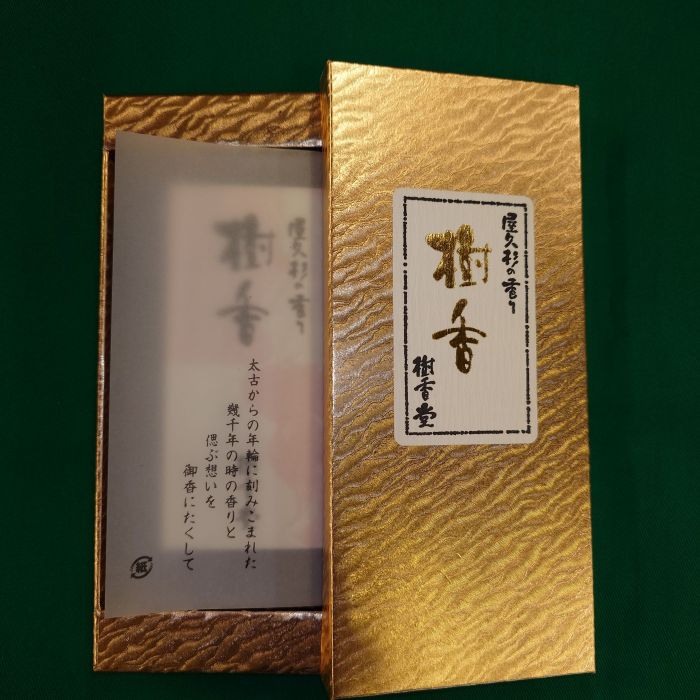 屋久杉の香り
樹香
樹香堂
屋久杉の香り
樹香
太古からの年輪に刻みこまれた
幾千年の時の香りと
偲ぶ想いを
御香にたくして
紙